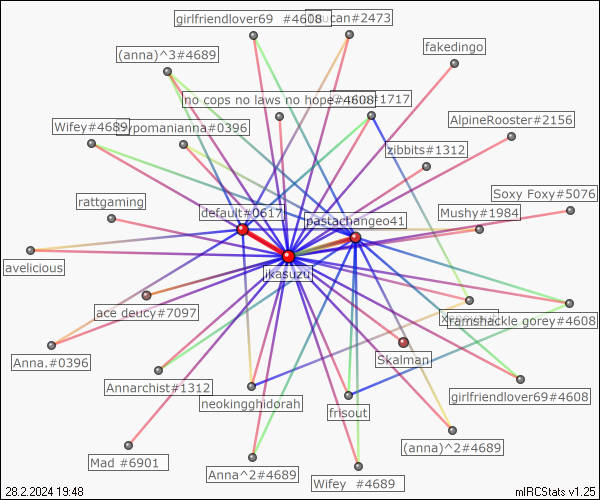 girlfriendlover69 #4608
#2473
(anna)^3#4689
fakedingo
no cops no laws no hope#4608
#1717
Wifey#4689
#0396
AlpineRooster#2156
zibbits#1312
rattgaming
Soxy Foxy#5076
default#0617
pastachangeo41
Mushy#1984
avelicious
ikasuzu
ace deucy#7097
ramshackle gorey#4608
Anna.#0396
Skalman
Annarchist#1312
girlfriendlover69#4608
neokingghidorah
frisout
(anna)^2#4689
Mad #6901
Anna^2#4689
Wifey #4689
28.2.2024 19:48
mIRCStats v1.25